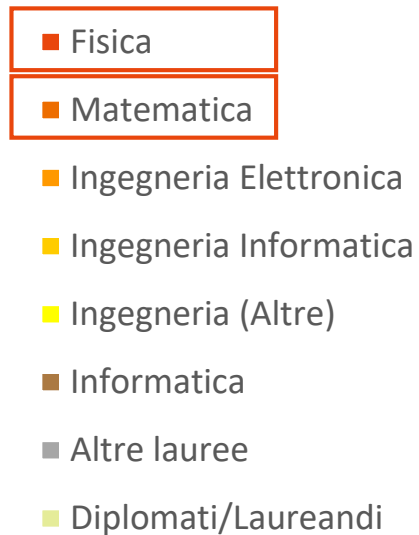 Fisica
Matematica
Ingegneria Elettronica
Ingegneria Informatica
Ingegneria (Altre)
Informatica
Altre lauree
Diplomati/Laureandi